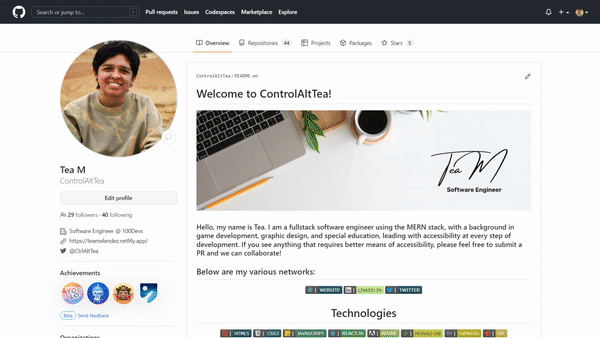 Search or jump to...
/
Pull requests Issues Codespaces Marketplace Explore
Overview Repositories 44 Projects Packages Stars 5
ControlAltTea/README.md
Welcome to ControlAltTea!
Tea M
Software Engineer
Tea M
ControlAltTea
Edit profile
29 followers · 40 following
Software Engineer @ 100Devs
https://teamelendez.netlify.app/
@CtrlAltTea
Achievements
Beta Send feedback
Organizations
Hello, my name is Tea. I am a fullstack software engineer using the MERN stack, with a background in
game development, graphic design, and special education, leading with accessibility at every step of
development. If you see anything that requires better means of accessibility, please feel free to submit a
PR and we can collaborate!
Below are my various networks:
WEBSITE LINKED-IN TWITTER
Technologies
HTML5 CSS3 JAVASCRIPT REACT.JS MONGO-DB EXPRESS GIT